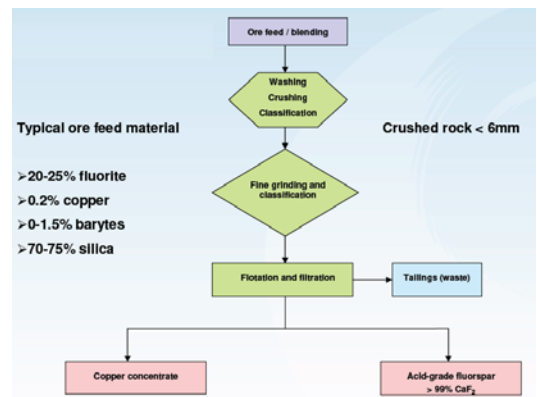 Ore feed / blending
Washing
Crushing
Classification
Typical ore feed material
Crushed rock < 6mm
➢20-25% fluorite
➢0.2% copper
➢0-1.5% barytes
➢70-75% silica
Fine grinding and
classification
Flotation and filtration
Tailings (waste)
Copper concentrate
Acid-grade fluorspar
> 99% CaF₂